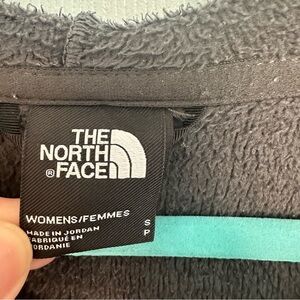 THE
NORTH
FACE
®
WOMENS/FEMMES
S
MADE IN JORDAN
P
FABRIQUÉ EN
JORDANIE